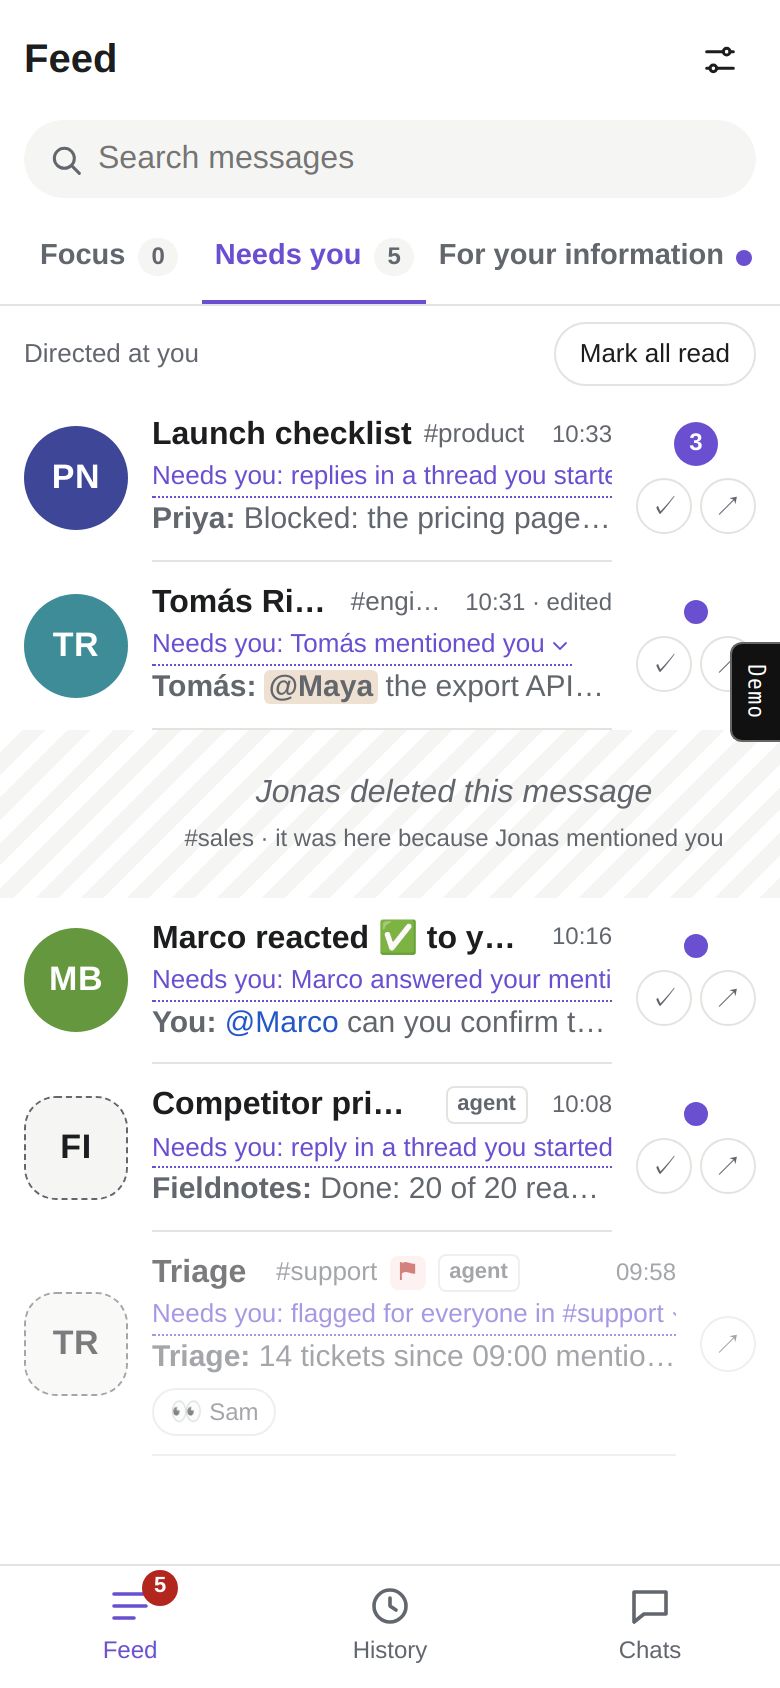 Feed
Search messages
Focus 0 Needs you 5 For your information
Directed at you Mark all read
PN
Launch checklist #product 10:33
3
Needs you: replies in a thread you starte
Priya: Blocked: the pricing page…
TR
Tomás Ri… #engi… 10:31 · edited
Needs you: Tomás mentioned you
Tomás: @Maya the export API…
Demo
Jonas deleted this message
#sales · it was here because Jonas mentioned you
MB
Marco reacted ✅ to y… 10:16
Needs you: Marco answered your menti
You: @Marco can you confirm t…
FI
Competitor pri… agent 10:08
Needs you: reply in a thread you started
Fieldnotes: Done: 20 of 20 rea…
TR
Triage #support agent 09:58
Needs you: flagged for everyone in #support
Triage: 14 tickets since 09:00 mentio…
👀 Sam
5
Feed History Chats